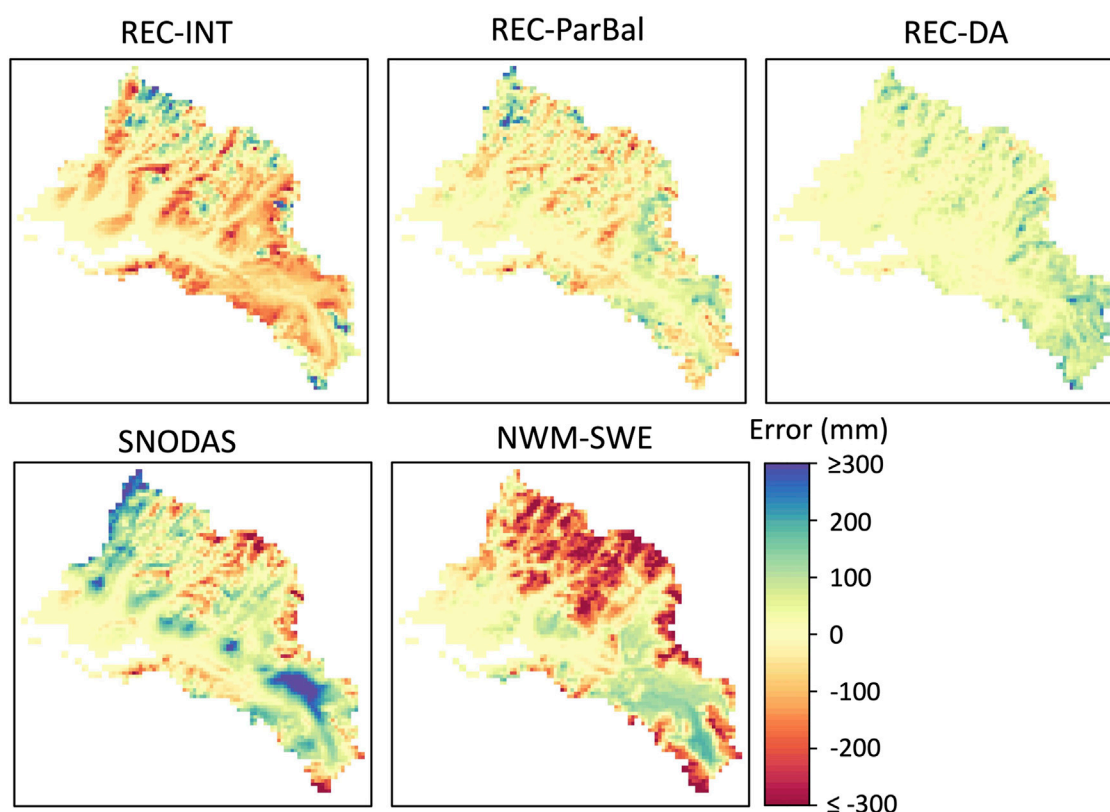 REC-INT
REC-ParBal
REC-DA
SNODAS
NWM-SWE
Error (mm)
≥300
200
100
0
-100
-200
≤ -300